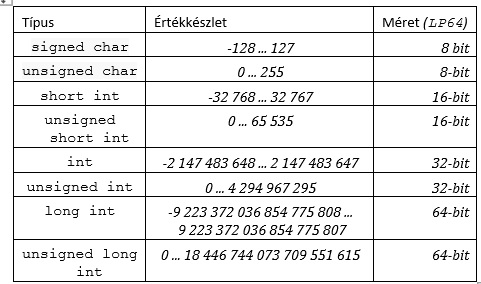 Típus Értékkészlet Méret (LP64)
signed char -128 … 127 8 bit
unsigned char 0 … 255 8-bit
short int -32 768 … 32 767 16-bit
unsigned 0 … 65 535 16-bit
short int
int -2 147 483 648 … 2 147 483 647 32-bit
unsigned int 0 … 4 294 967 295 32-bit
long int -9 223 372 036 854 775 808 … 64-bit
9 223 372 036 854 775 807
unsigned long 0 … 18 446 744 073 709 551 615 64-bit
int